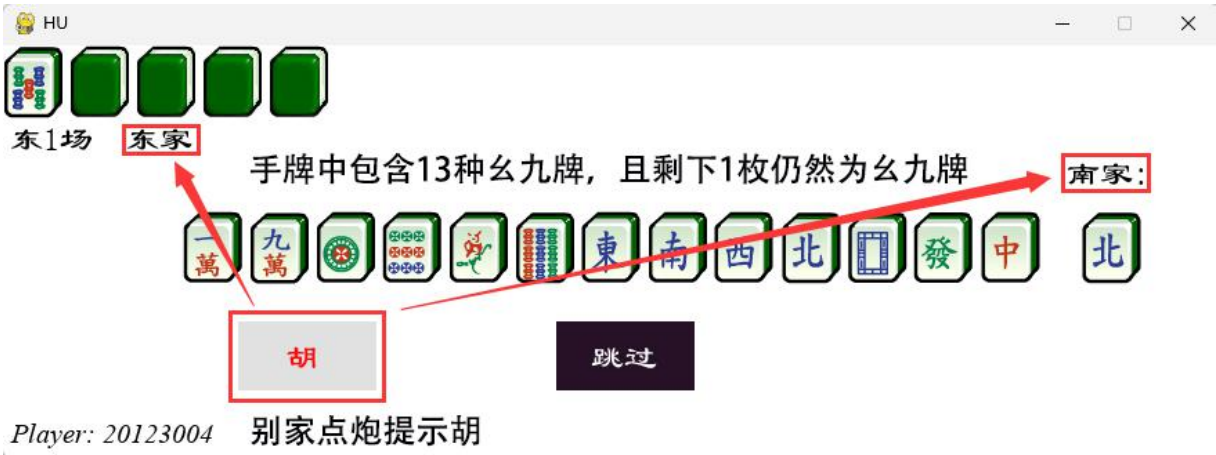 HU
东1场 东家
手牌中包含13种幺九牌，且剩下1枚仍然为幺九牌
南家:
一萬 九萬 東 南 西 北 發 中 北
胡 跳过
Player: 20123004
别家点炮提示胡